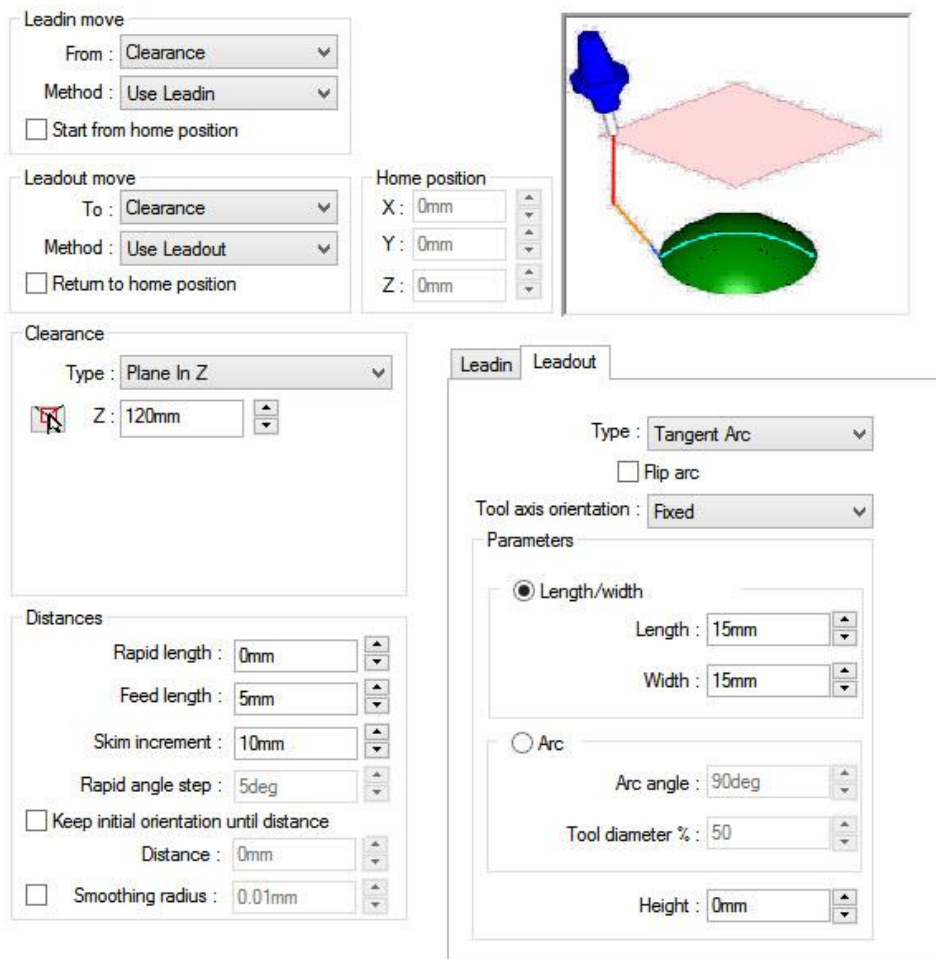 Leadin move
From : Clearance
Method : Use Leadin
Start from home position
Leadout move
To : Clearance
Method : Use Leadout
Return to home position
Home position
X : 0mm
Y : 0mm
Z : 0mm
Clearance
Type : Plane In Z
Z : 120mm
Distances
Rapid length : 0mm
Feed length : 5mm
Skim increment : 10mm
Rapid angle step : 5deg
Keep initial orientation until distance
Distance : 0mm
Smoothing radius : 0.01mm
Leadin Leadout
Type : Tangent Arc
Flip arc
Tool axis orientation : Fixed
Parameters
Length/width
Length : 15mm
Width : 15mm
Arc
Arc angle : 90deg
Tool diameter % : 50
Height : 0mm